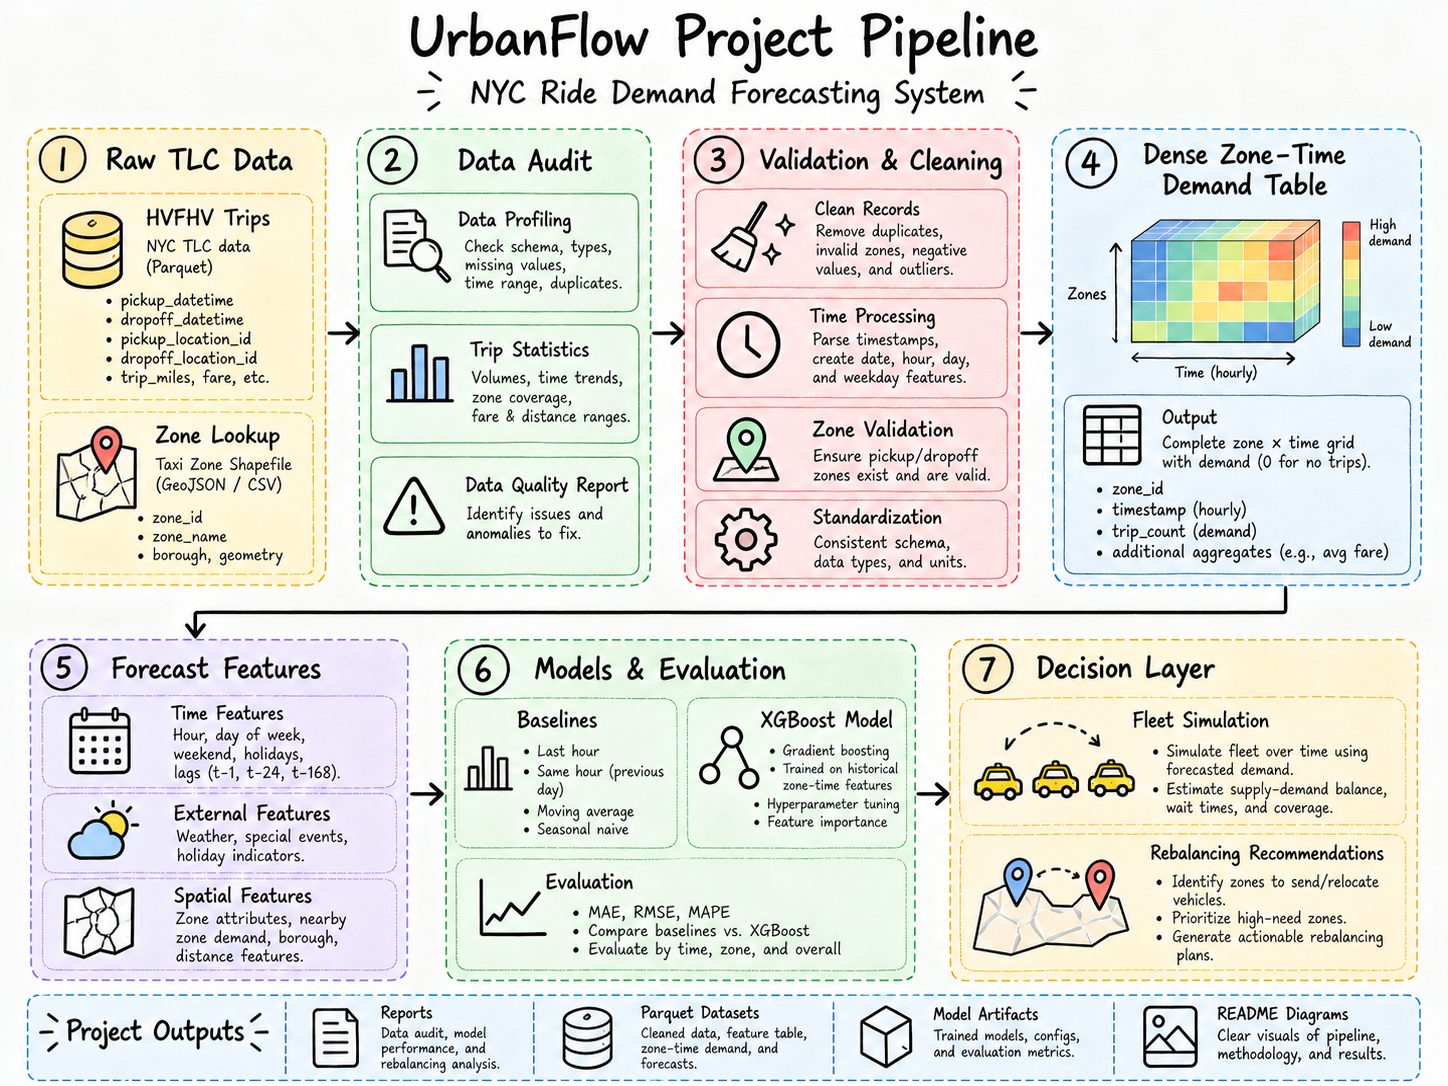 UrbanFlow Project Pipeline
NYC Ride Demand Forecasting System
1 Raw TLC Data
HVFHV Trips
NYC TLC data
(Parquet)
• pickup_datetime
• dropoff_datetime
• pickup_location_id
• dropoff_location_id
• trip_miles, fare, etc.
Zone Lookup
Taxi Zone Shapefile
(GeoJSON / CSV)
• zone_id
• zone_name
• borough, geometry
2 Data Audit
Data Profiling
Check schema, types,
missing values,
time range, duplicates.
Trip Statistics
Volumes, time trends,
zone coverage,
fare & distance ranges.
Data Quality Report
Identify issues and
anomalies to fix.
3 Validation & Cleaning
Clean Records
Remove duplicates,
invalid zones, negative
values, and outliers.
Time Processing
Parse timestamps,
create date, hour, day,
and weekday features.
Zone Validation
Ensure pickup/dropoff
zones exist and are valid.
Standardization
Consistent schema,
data types, and units.
4 Dense Zone-Time
Demand Table
Zones
Time (hourly)
High
demand
Low
demand
Output
Complete zone × time grid
with demand (0 for no trips).
• zone_id
• timestamp (hourly)
• trip_count (demand)
• additional aggregates (e.g., avg fare)
5 Forecast Features
Time Features
Hour, day of week,
weekend, holidays,
lags (t-1, t-24, t-168).
External Features
Weather, special events,
holiday indicators.
Spatial Features
Zone attributes, nearby
zone demand, borough,
distance features.
6 Models & Evaluation
Baselines
• Last hour
• Same hour (previous
day)
• Moving average
• Seasonal naive
XGBoost Model
• Gradient boosting
• Trained on historical
zone-time features
• Hyperparameter tuning
• Feature importance
Evaluation
• MAE, RMSE, MAPE
• Compare baselines vs. XGBoost
• Evaluate by time, zone, and overall
7 Decision Layer
Fleet Simulation
• Simulate fleet over time using
forecasted demand.
• Estimate supply-demand balance,
wait times, and coverage.
Rebalancing Recommendations
• Identify zones to send/relocate
vehicles.
• Prioritize high-need zones.
• Generate actionable rebalancing
plans.
Project Outputs
Reports
Data audit, model
performance, and
rebalancing analysis.
Parquet Datasets
Cleaned data, feature table,
zone-time demand, and
forecasts.
Model Artifacts
Trained models, configs,
and evaluation metrics.
README Diagrams
Clear visuals of pipeline,
methodology, and results.